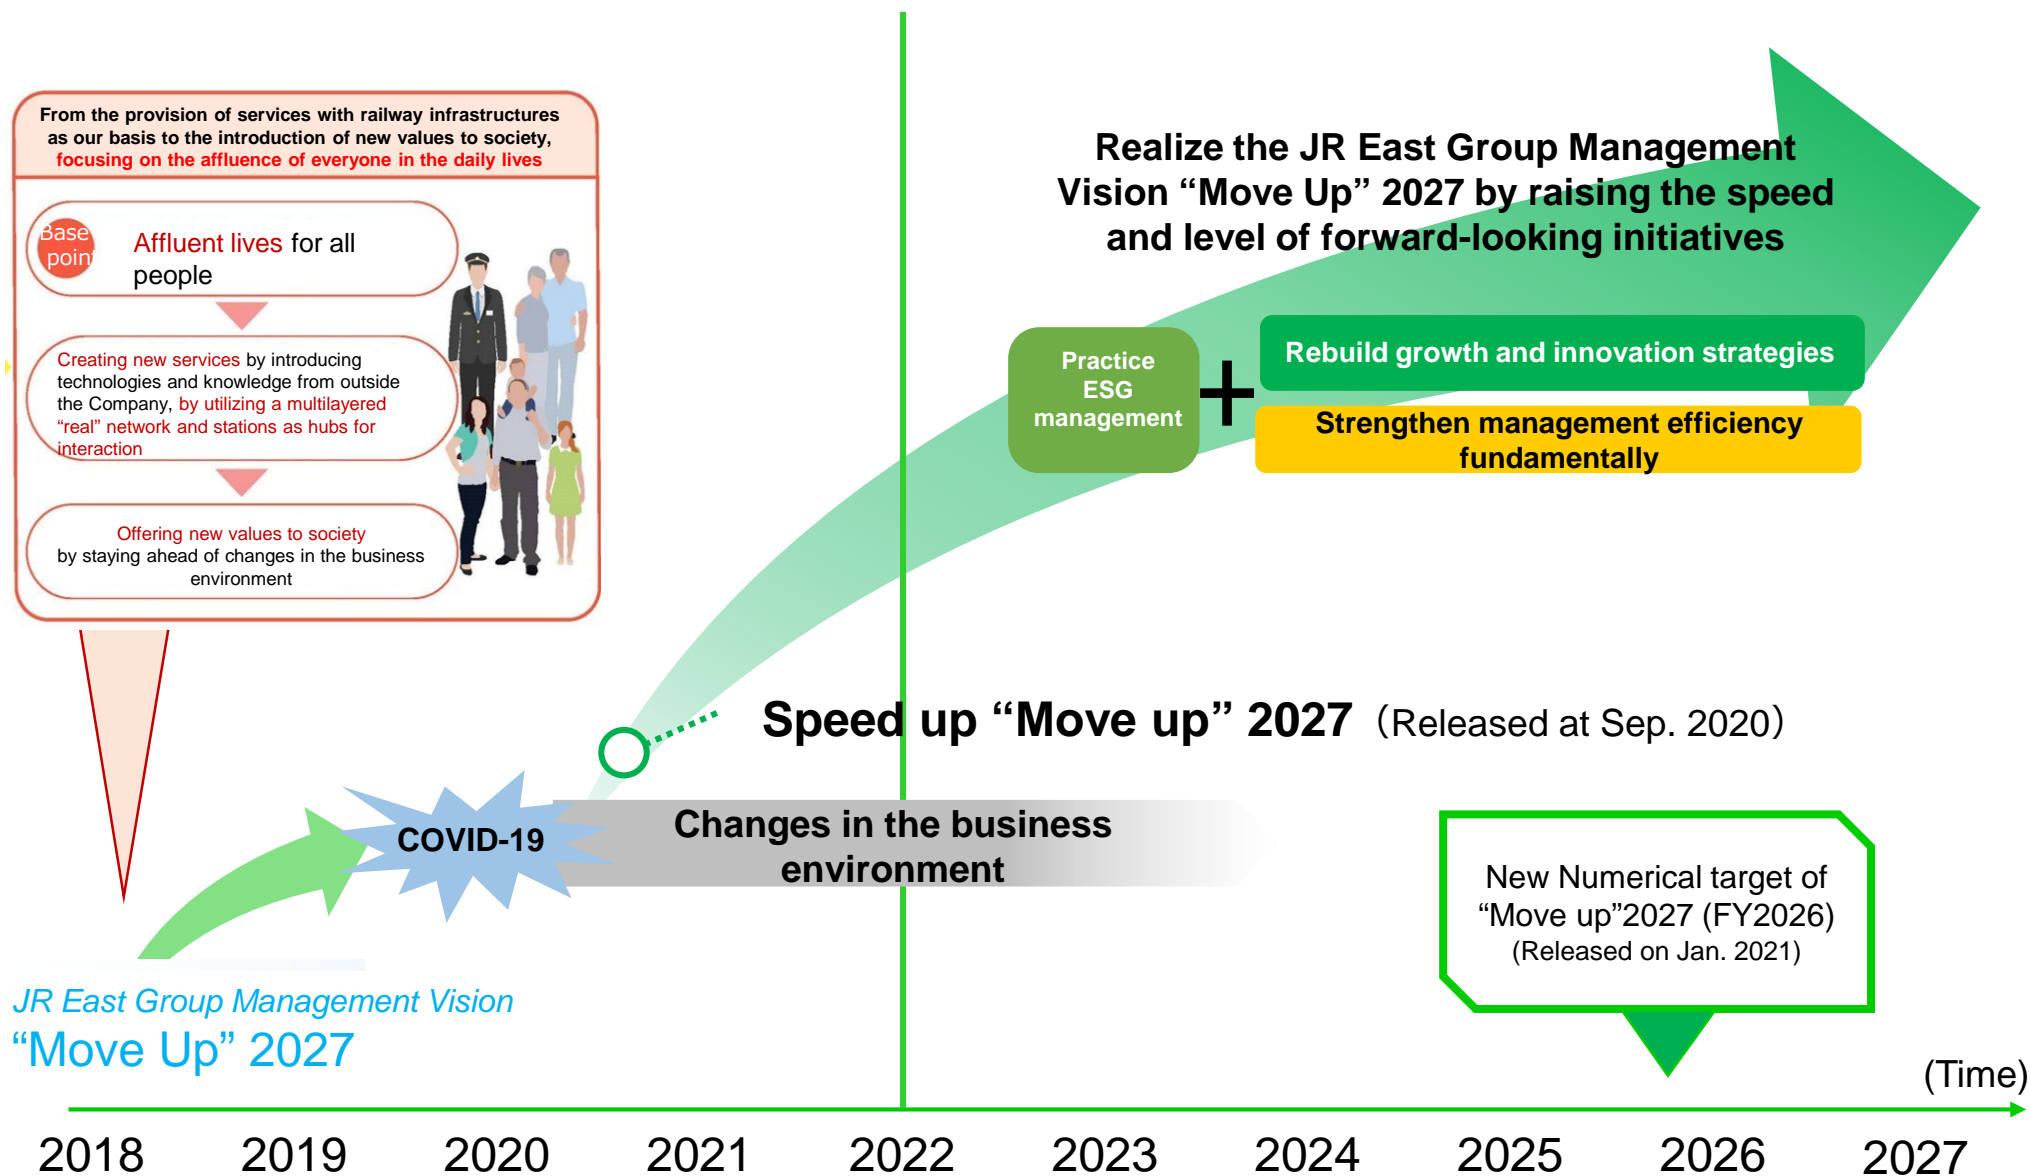 From the provision of services with railway infrastructures
as our basis to the introduction of new values to society,
focusing on the affluence of everyone in the daily lives
Base
point
Affluent lives for all
people
Creating new services by introducing
technologies and knowledge from outside
the Company, by utilizing a multilayered
“real” network and stations as hubs for
interaction
Offering new values to society
by staying ahead of changes in the business
environment
Realize the JR East Group Management
Vision “Move Up” 2027 by raising the speed
and level of forward-looking initiatives
Practice
ESG
management
+
Rebuild growth and innovation strategies
Strengthen management efficiency
fundamentally
Speed up “Move up” 2027（Released at Sep. 2020）
COVID-19
Changes in the business
environment
New Numerical target of
“Move up”2027 (FY2026)
(Released on Jan. 2021)
JR East Group Management Vision
“Move Up” 2027
(Time)
2018 2019 2020 2021 2022 2023 2024 2025 2026 2027